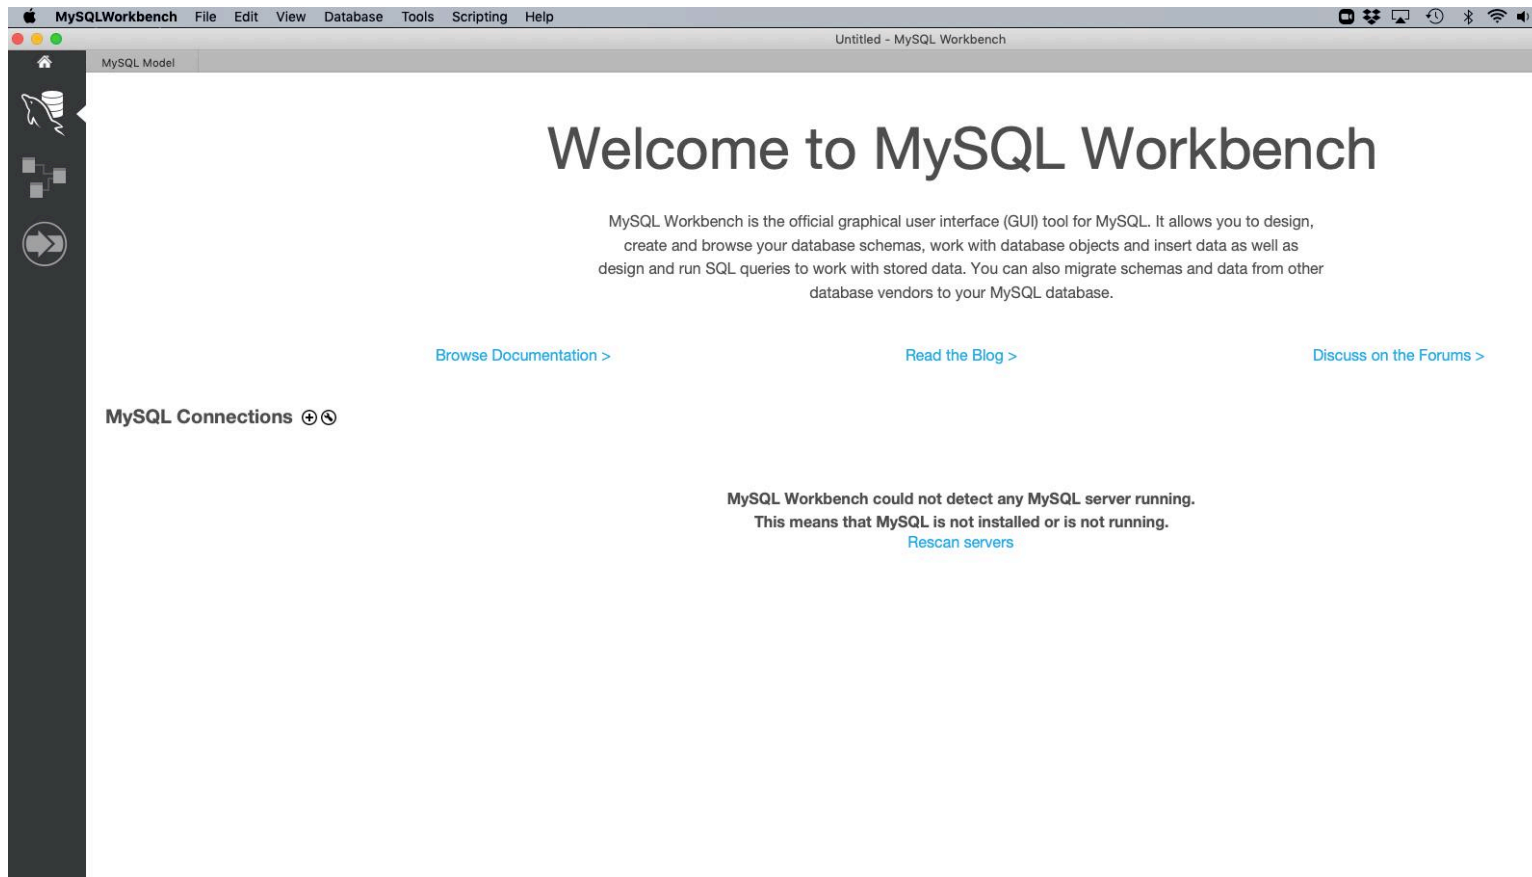 MySQLWorkbench File Edit View Database Tools Scripting Help
Untitled - MySQL Workbench
MySQL Model
Welcome to MySQL Workbench
MySQL Workbench is the official graphical user interface (GUI) tool for MySQL. It allows you to design,
create and browse your database schemas, work with database objects and insert data as well as
design and run SQL queries to work with stored data. You can also migrate schemas and data from other
database vendors to your MySQL database.
Browse Documentation > Read the Blog > Discuss on the Forums >
MySQL Connections
MySQL Workbench could not detect any MySQL server running.
This means that MySQL is not installed or is not running.
Rescan servers